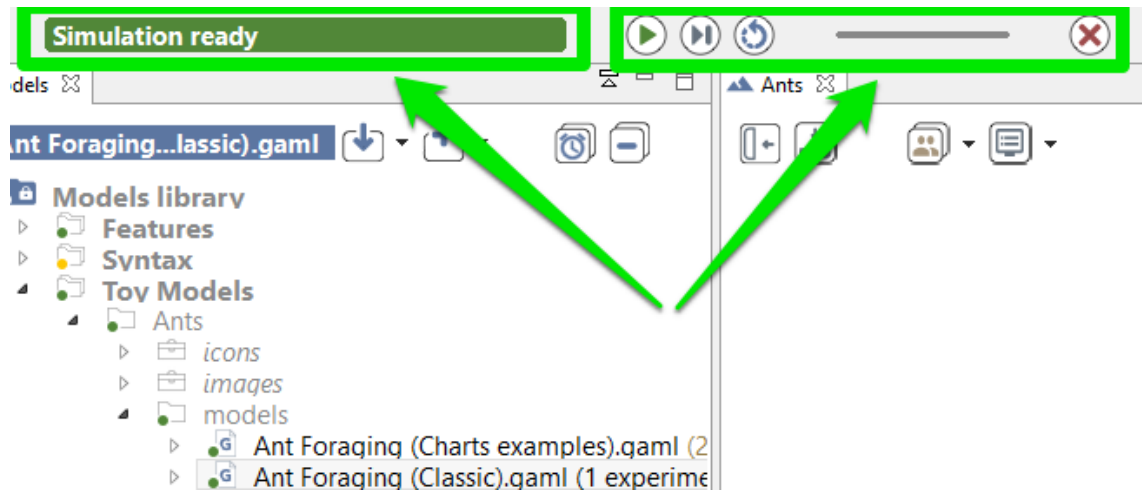 Simulation ready
dels
Ants
Ant Foraging...lassic).gaml
Models library
Features
Syntax
Toy Models
Ants
icons
images
models
G Ant Foraging (Charts examples).gaml (2
G Ant Foraging (Classic).gaml (1 experime